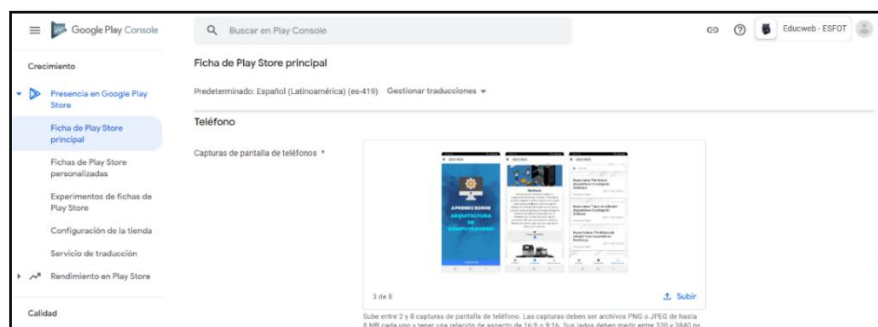 Google Play Console
Buscar en Play Console
Educweb - ESFOT
Crecimiento
Presencia en Google Play
Store
Ficha de Play Store
principal
Fichas de Play Store
personalizadas
Experimentos de fichas de
Play Store
Configuración de la tienda
Servicio de traducción
Rendimiento en Play Store
Calidad
Ficha de Play Store principal
Predeterminado: Español (Latinoamérica) (es-419) Gestionar traducciones
Teléfono
Capturas de pantalla de teléfonos *
APRENDE SOBRE
ARQUITECTURA
DE
COMPUTADORES
3 de 8
Subir
Sube entre 2 y 8 capturas de pantalla de teléfono. Las capturas deben ser archivos PNG o JPEG de hasta
8 MB cada uno y tener una relación de aspecto de 16:9 o 9:16. Sus lados deben medir entre 320 y 3840 px